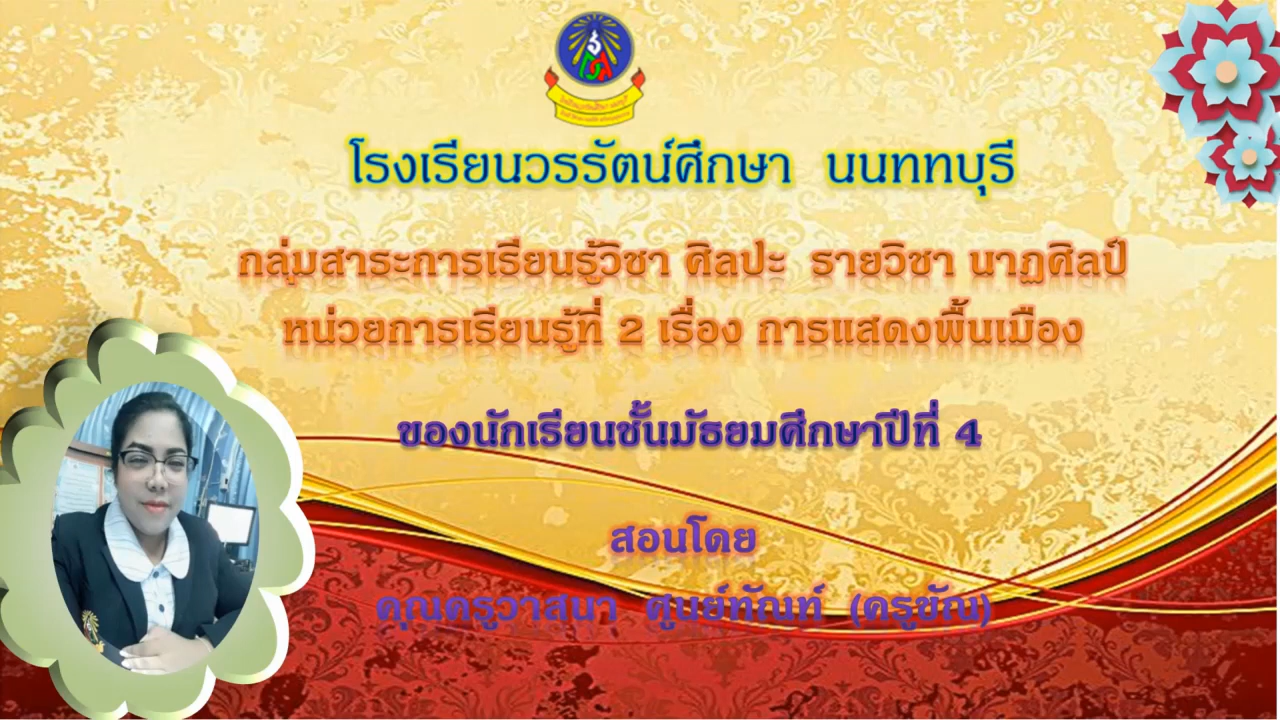 โรงเรียนวรรัตน์ศึกษา นนททบุรี
กลุ่มสาระการเรียนรู้วิชา ศิลปะ รายวิชา นาฏศิลป์
หน่วยการเรียนรู้ที่ 2 เรื่อง การแสดงพื้นเมือง
ของนักเรียนชั้นมัธยมศึกษาปีที่ 4
สอนโดย
คุณครูวาสนา ศูนย์ทัณฑ์ (ครูขัณ)